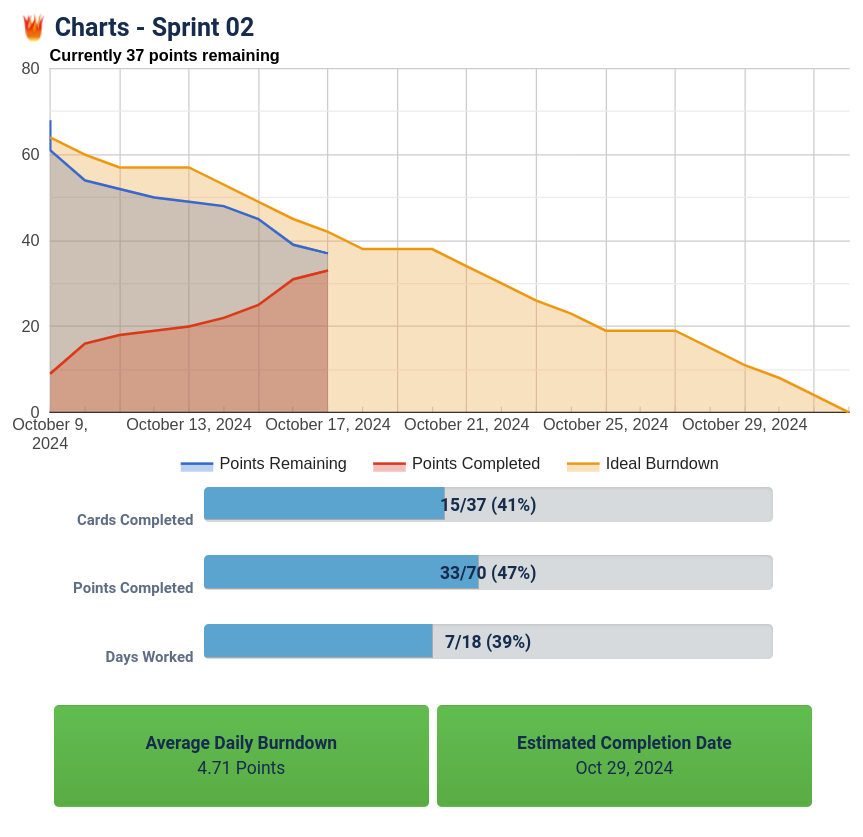 Charts - Sprint 02
Currently 37 points remaining
80
60
40
20
0
October 9, 2024
October 13, 2024
October 17, 2024
October 21, 2024
October 25, 2024
October 29, 2024
Points Remaining
Points Completed
Ideal Burndown
Cards Completed
15/37 (41%)
Points Completed
33/70 (47%)
Days Worked
7/18 (39%)
Average Daily Burndown
4.71 Points
Estimated Completion Date
Oct 29, 2024